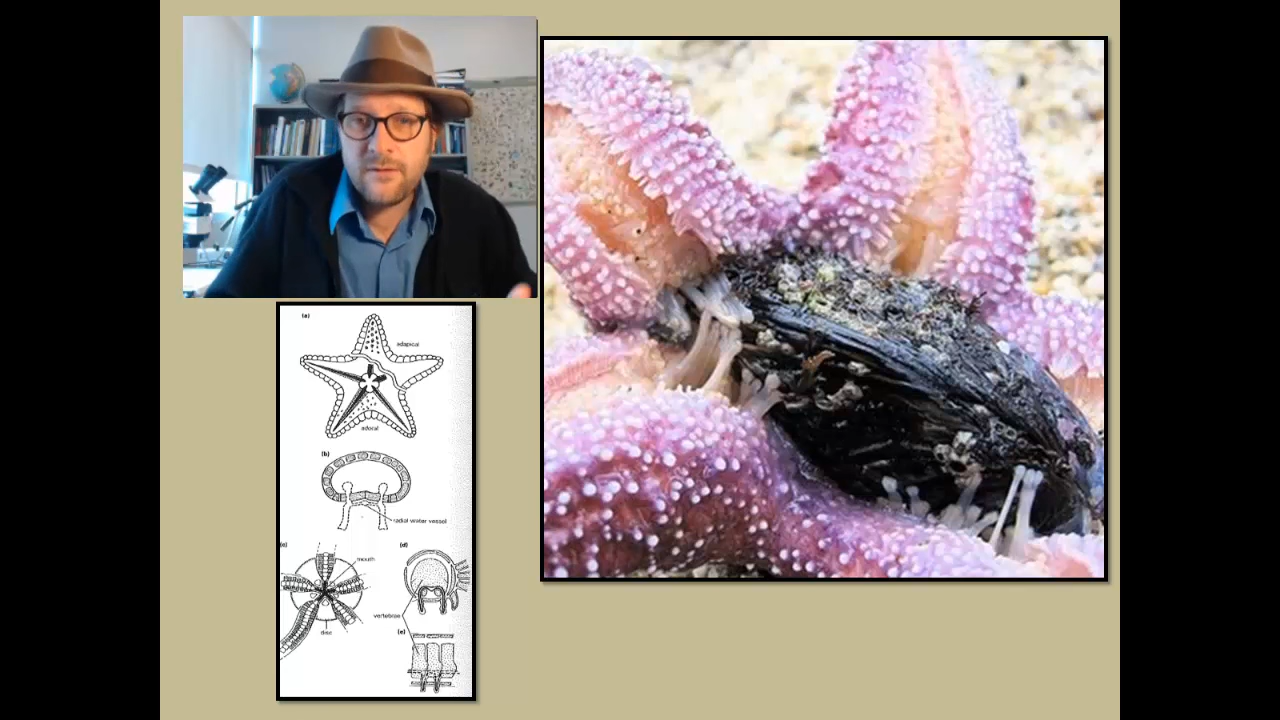 (a)
adapical
adoral
(b)
radial water vessel
(c)
mouth
(d)
vertebrae
disc
(e)